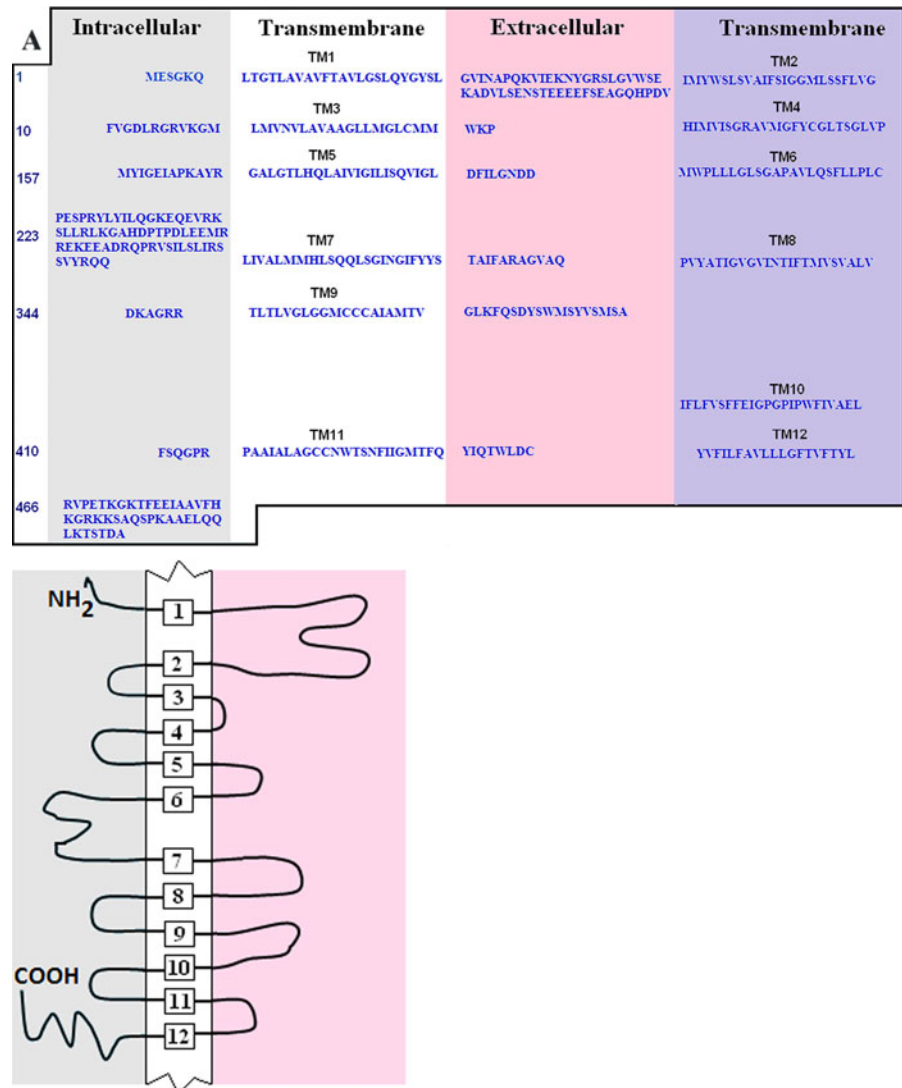 A
Intracellular Transmembrane Extracellular Transmembrane
TM1 TM2
1 MESGKQ LTGTLAVAVFTAVLGSLQYGYSL GVINAPQKVIEKNYGRSLGVWSE IMYWSLSVAIFSIGGMLSSFLVG
KADVLSENSTEEEEFSEAGQHPDV
TM3 TM4
10 FVGDLRGRVKGM LMVNVLAVAAGLLMGLCMM WKP HIMVISGRAVMGFYCGLTSGLVP
TM5 TM6
157 MYIGEIAPKAYR GALGTLHQLAIVIGILISQVIGL DFILGNDD MWPLLLGLSGAPAVLQSFLLPLC
PESPRYLYILQGKEQEVRK
223 SLLRLKGAHDPTPDLEEMR
REKEEADRQPRVSILSLIRS
SVYRQQ
TM7 TM8
LIVALMMHLSQQLSGINGIFYYS TAIFARAGVAQ PVYATIGVGVINTIFTMVSVALV
TM9
344 DKAGRR TLTLVGLGGMCCCAIAMTV GLKFQSDYSWMSYVSMSA
TM10
IFLFVSFFEIGPGPIPWFIVAEL
TM11 TM12
410 FSQGPR PAAIALAGCCNWTSNFIIGMTFQ YIQTWLDC YVFILFAVLLLGFTVFTYL
466 RVPETKGKTFEEIAAVFH
KGRKKSAQSPKAAELQQ
LKTSTDA
NH2
1
2
3
4
5
6
7
8
9
10
COOH
11
12